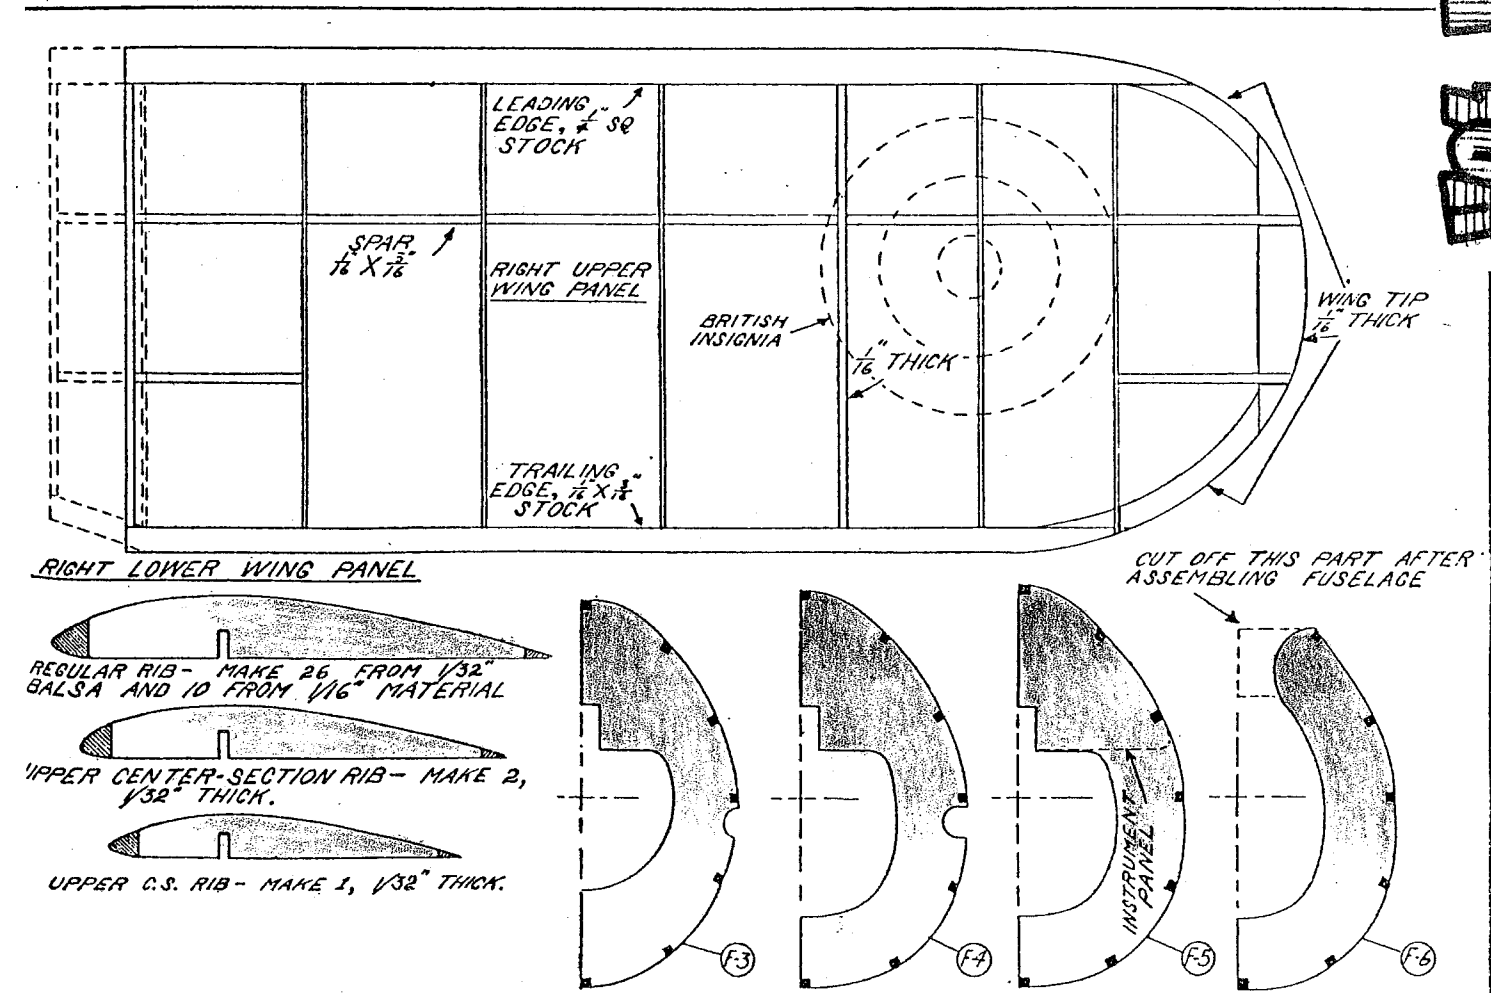 LEADING
EDGE, 1/4" SQ
STOCK
SPAR
1/16" X 3/16"
RIGHT UPPER
WING PANEL
BRITISH
INSIGNIA
1/16" THICK
WING TIP
1/16" THICK
TRAILING
EDGE, 1/16" X 3/16"
STOCK
RIGHT LOWER WING PANEL
CUT OFF THIS PART AFTER
ASSEMBLING FUSELAGE
REGULAR RIB- MAKE 26 FROM 1/32"
BALSA AND 10 FROM 1/16" MATERIAL
UPPER CENTER-SECTION RIB- MAKE 2,
1/32" THICK.
UPPER C.S. RIB- MAKE 1, 1/32" THICK.
INSTRUMENT
PANEL
F-3
F-4
F-5
F-6